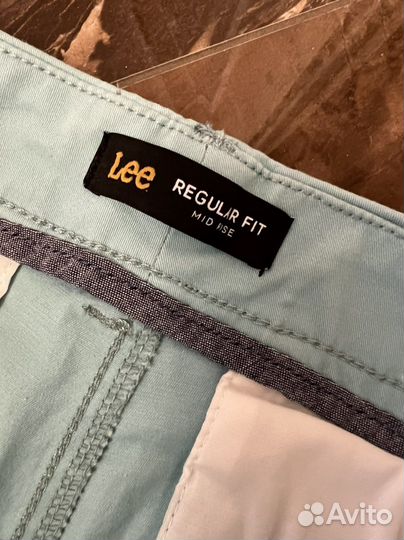 Lee
REGULAR FIT
MID RISE
Avito